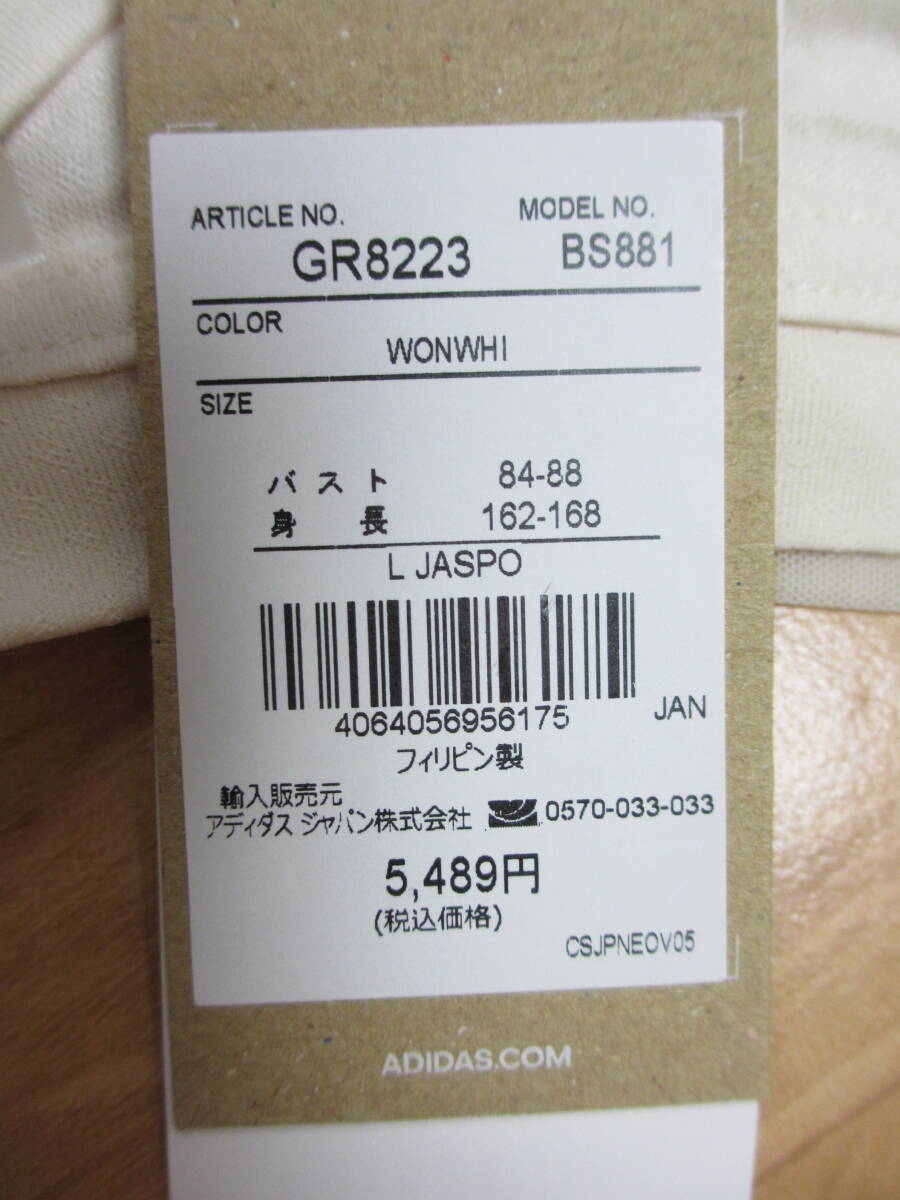 ARTICLE NO. MODEL NO.
GR8223 BS881
COLOR
WONWHI
SIZE
バスト 84-88
身 長 162-168
L JASPO
4064056956175 JAN
フィリピン製
輸入販売元
アディダス ジャパン株式会社 0570-033-033
5,489円
(税込価格)
CSJPNEOV05
ADIDAS.COM